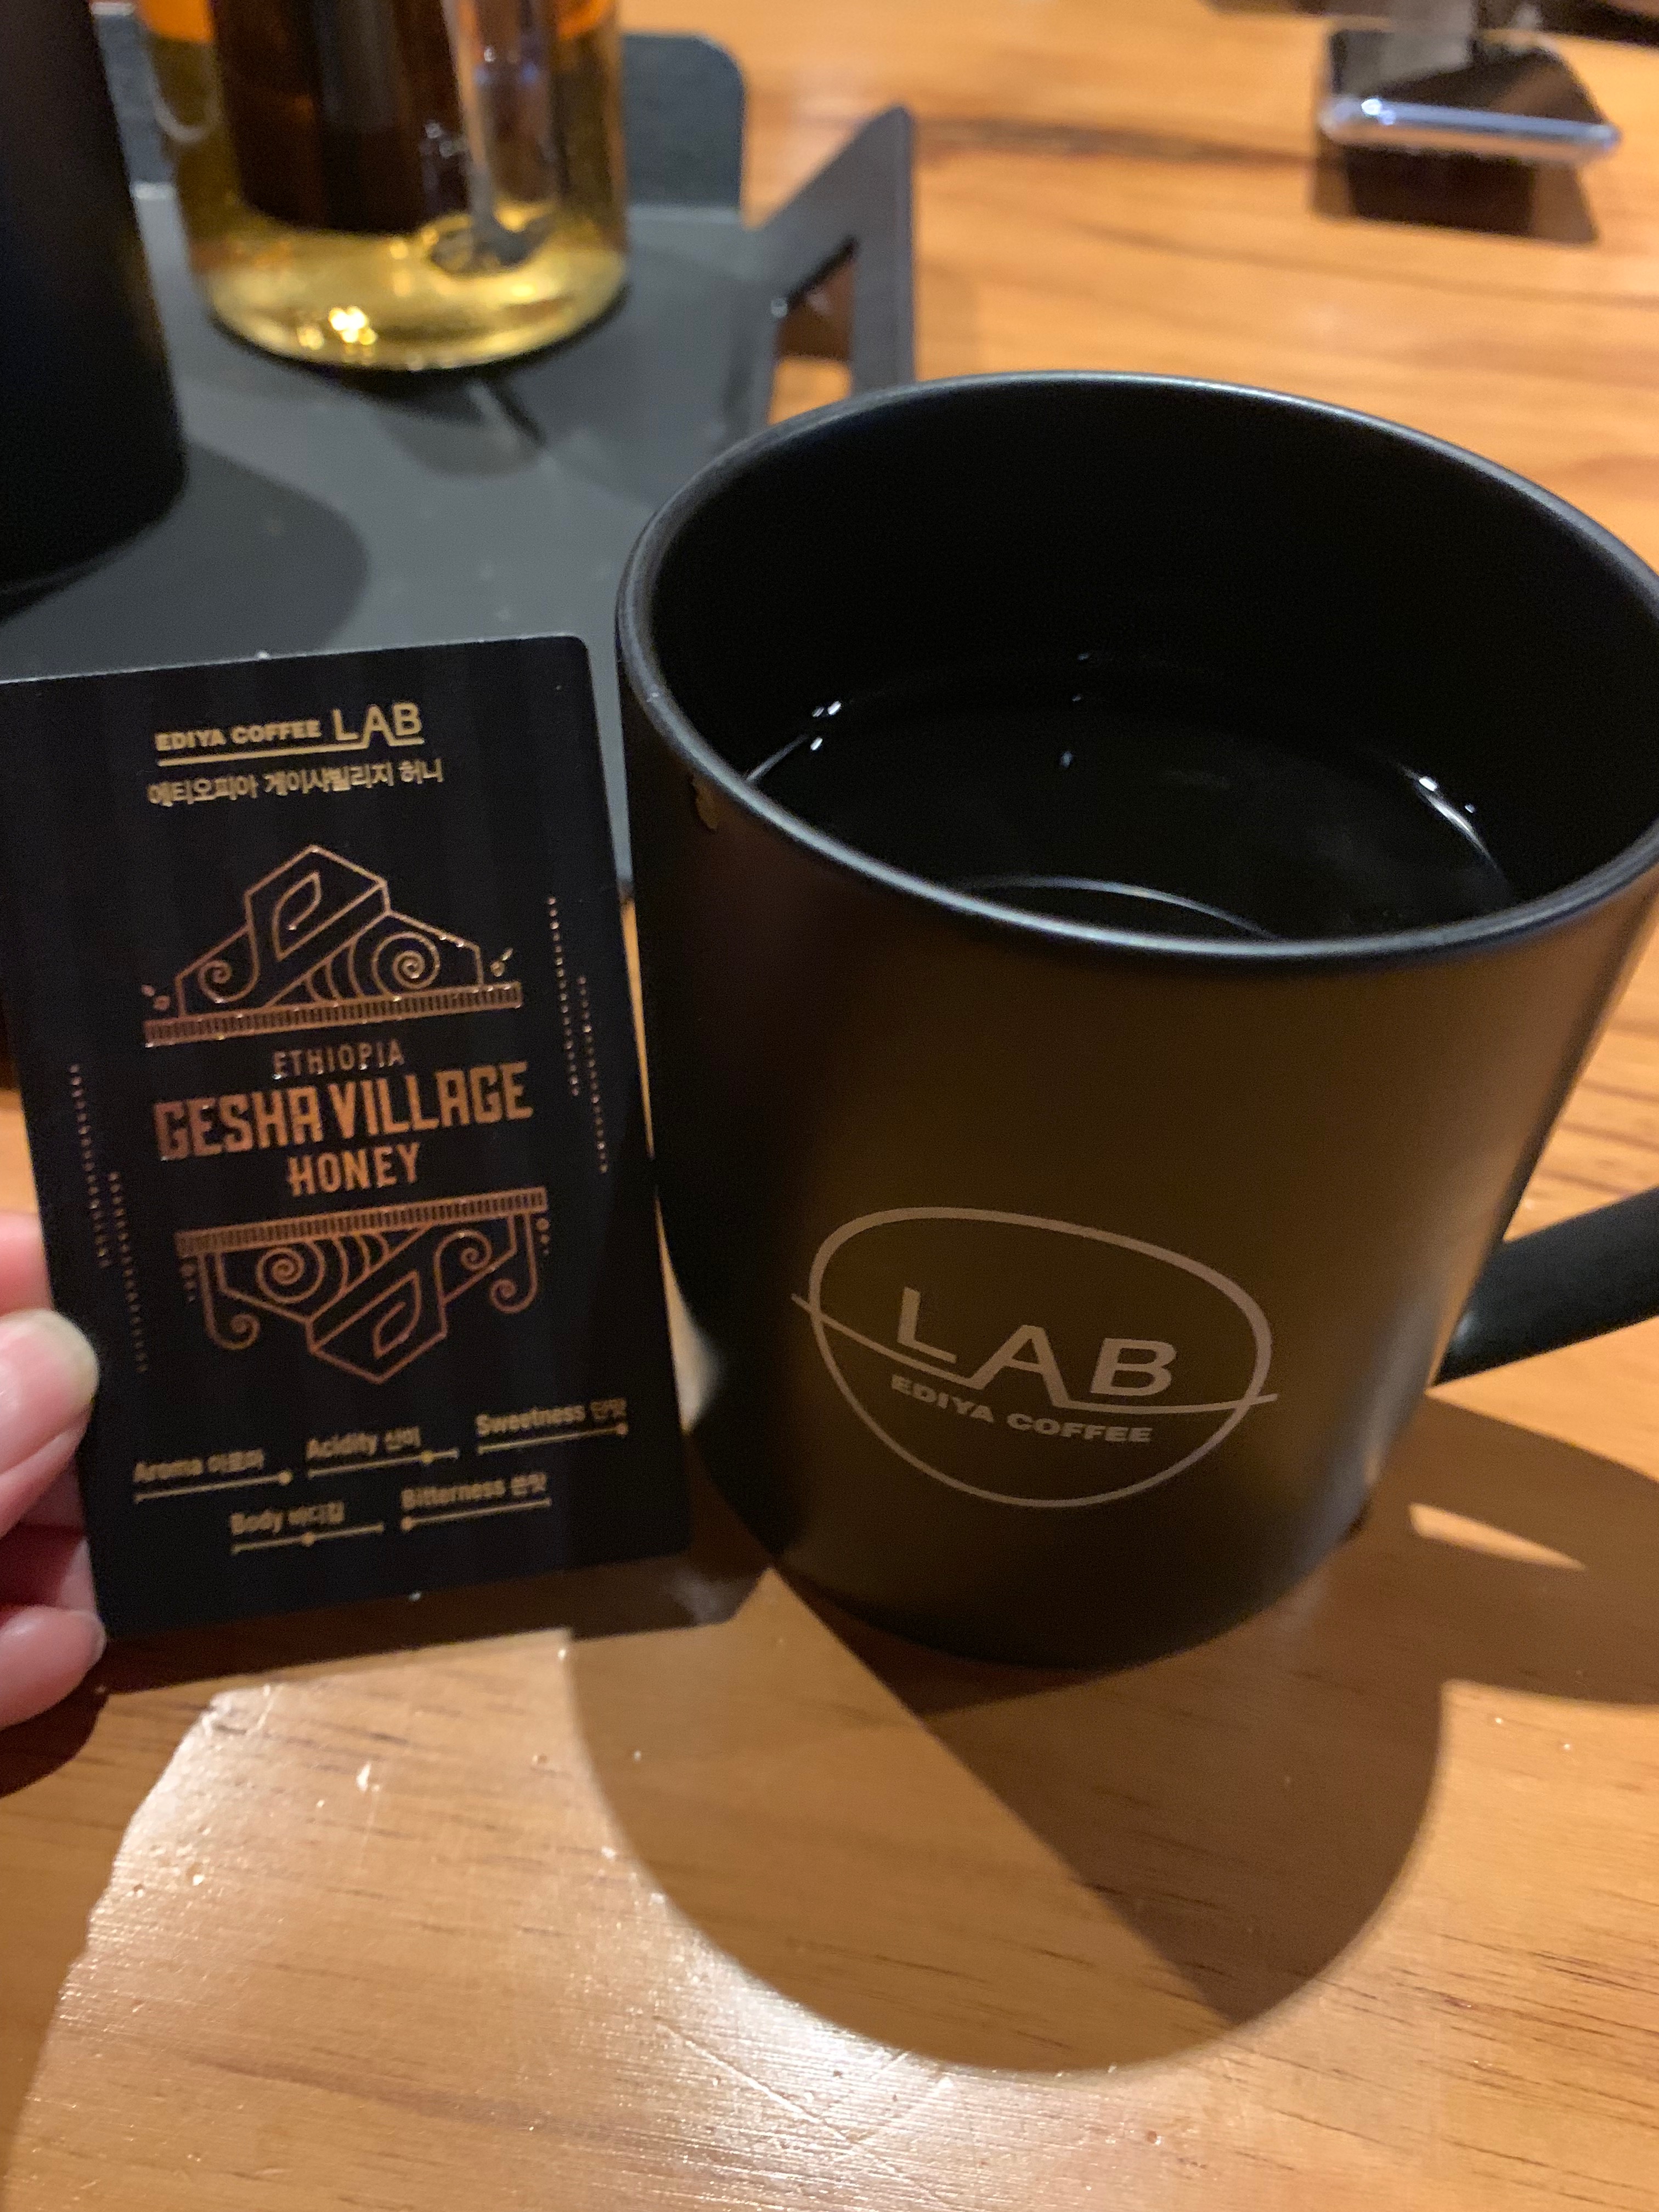 EDIYA COFFEE LAB
에티오피아 게이샤빌리지 허니
ETHIOPIA
GESHA VILLAGE
HONEY
Aroma 아로마 Acidity 산미 Sweetness 단맛
Body 바디감 Bitterness 쓴맛
LAB
EDIYA COFFEE